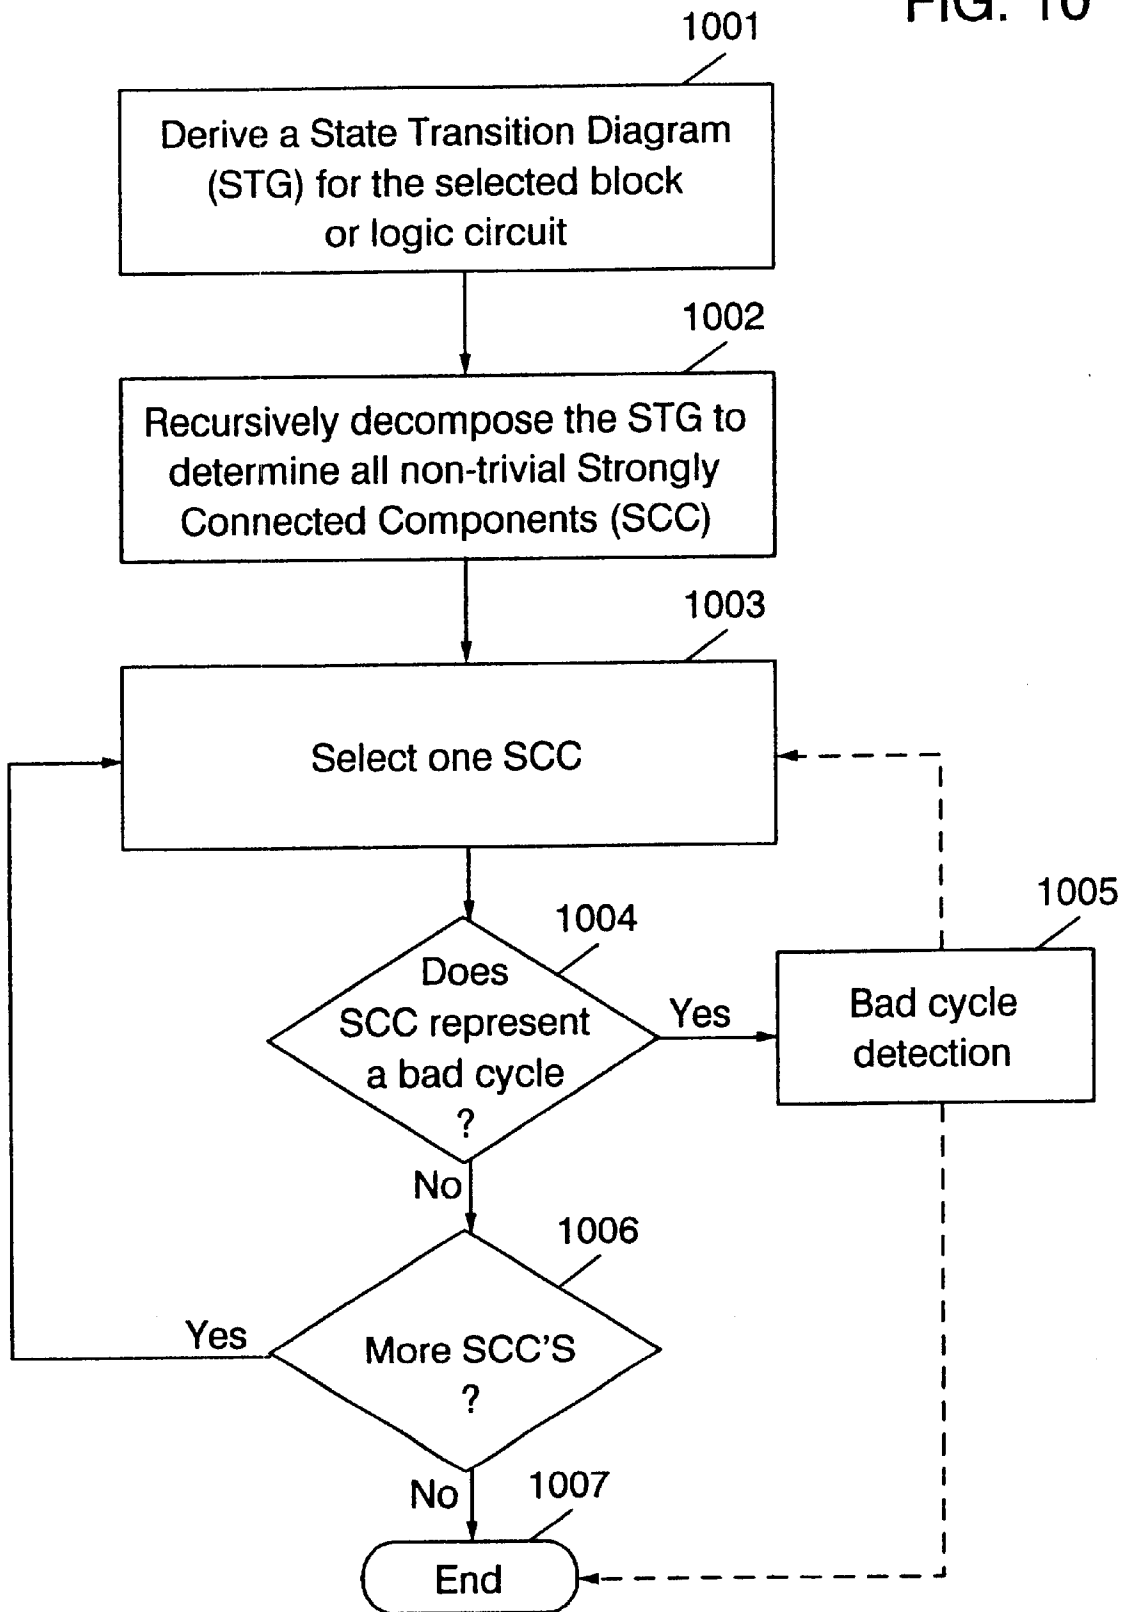 FIG. 10
1001
Derive a State Transition Diagram
(STG) for the selected block
or logic circuit
1002
Recursively decompose the STG to
determine all non-trivial Strongly
Connected Components (SCC)
1003
Select one SCC
1004
Does
SCC represent
a bad cycle
?
Yes
1005
Bad cycle
detection
No
1006
More SCC'S
?
Yes
No
1007
End